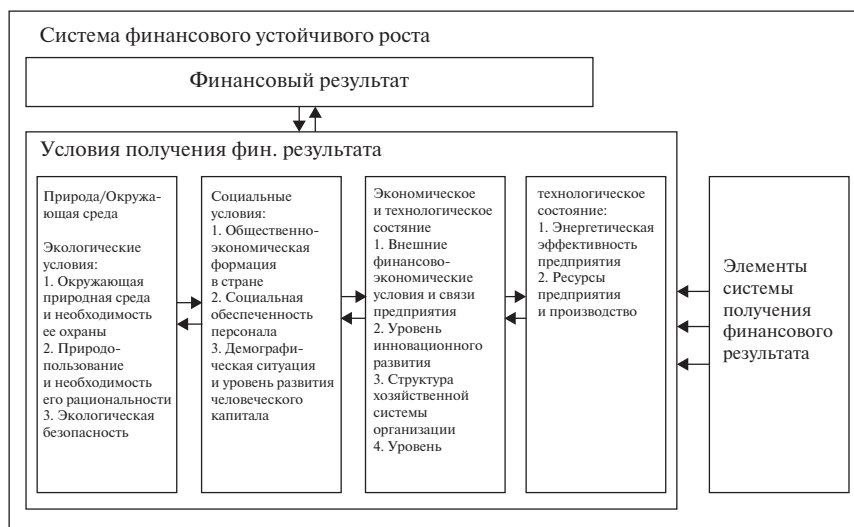 Система финансового устойчивого роста
Финансовый результат
Условия получения фин. результата
Природа/Окружа-
ющая среда
Экологические
условия:
1. Окружающая
природная среда
и необходимость
ее охраны
2. Природо-
пользование
и необходимость
его рациональности
3. Экологическая
безопасность
Социальные
условия:
1. Общественно-
экономическая
формация
в стране
2. Социальная
обеспеченность
персонала
3. Демографи-
ческая ситуация
и уровень развития
человеческого
капитала
Экономическое
и технологическое
состяние
1. Внешние
финансово-
экономические
условия и связи
предприятия
2. Уровень
инновационного
развития
3. Структура
хозяйственной
системы
организации
4. Уровень
технологическое
состояние:
1. Энергетическая
эффективность
предприятия
2. Ресурсы
предприятия
и производство
Элементы
системы
получения
финансового
результата